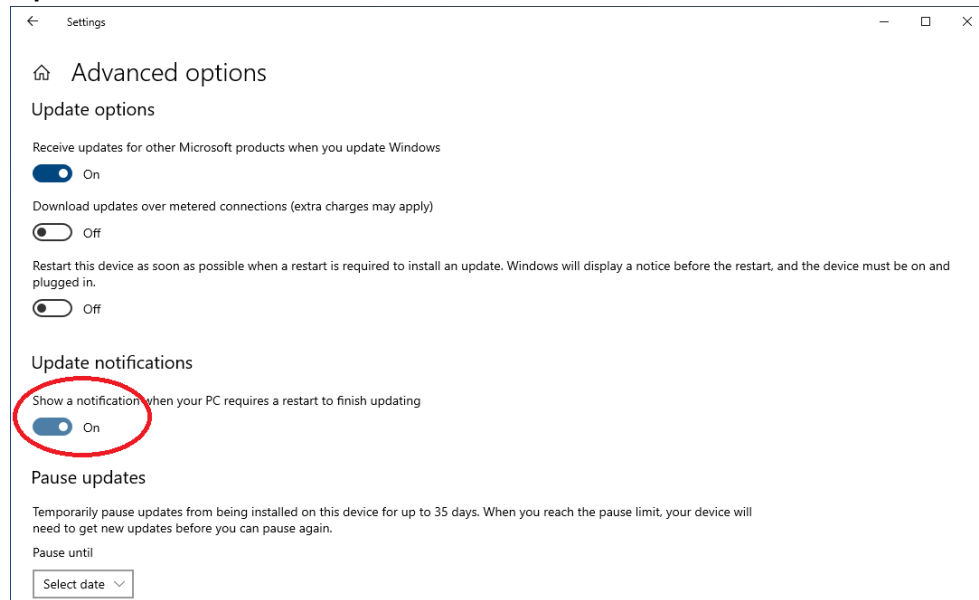 Settings
Advanced options
Update options
Receive updates for other Microsoft products when you update Windows
On
Download updates over metered connections (extra charges may apply)
Off
Restart this device as soon as possible when a restart is required to install an update. Windows will display a notice before the restart, and the device must be on and
plugged in.
Off
Update notifications
Show a notification when your PC requires a restart to finish updating
On
Pause updates
Temporarily pause updates from being installed on this device for up to 35 days. When you reach the pause limit, your device will
need to get new updates before you can pause again.
Pause until
Select date